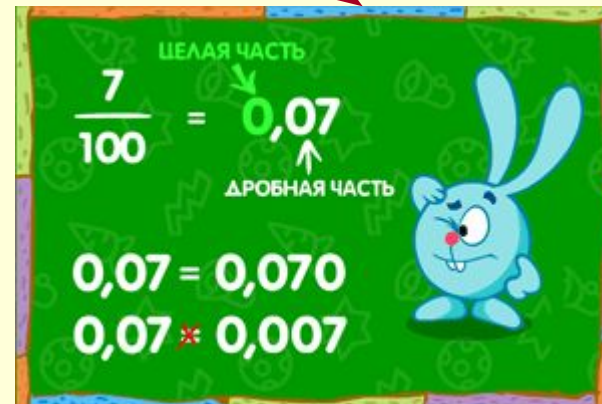 ЦЕЛАЯ ЧАСТЬ
7
100
= 0,07
ДРОБНАЯ ЧАСТЬ
0,07 = 0,070
0,07 ≠ 0,007